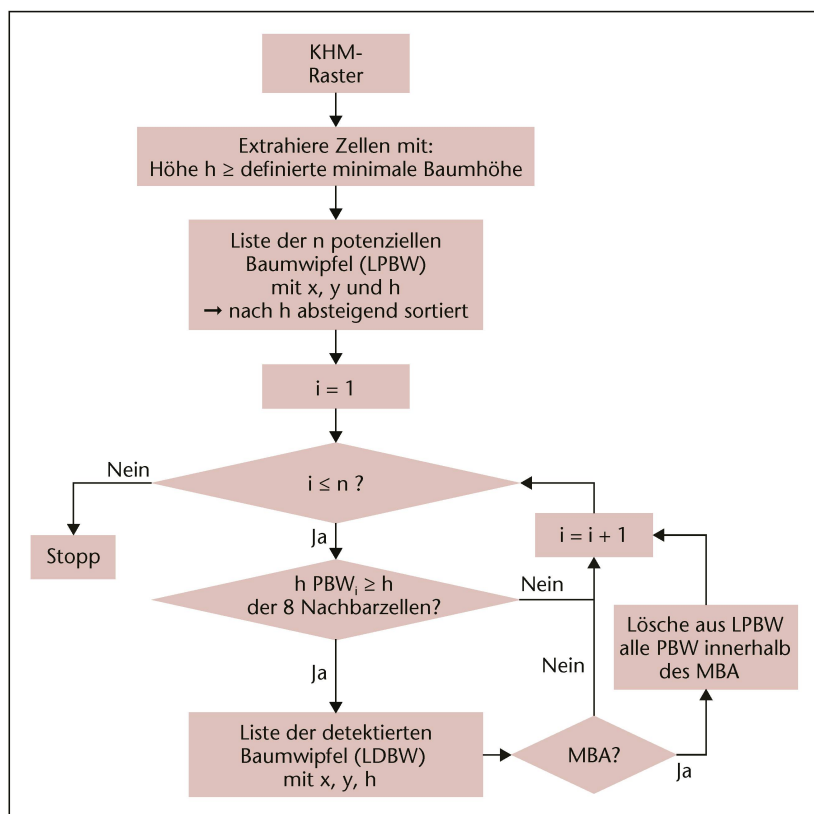 KHM-
Raster
Extrahiere Zellen mit:
Höhe h ≥ definierte minimale Baumhöhe
Liste der n potenziellen
Baumwipfel (LPBW)
mit x, y und h
→ nach h absteigend sortiert
i = 1
Nein
i ≤ n ?
Ja
Stopp
i = i + 1
h PBWᵢ ≥ h
der 8 Nachbarzellen?
Nein
Lösche aus LPBW
alle PBW innerhalb
des MBA
Ja
Nein
Liste der detektierten
Baumwipfel (LDBW)
mit x, y, h
MBA?
Ja